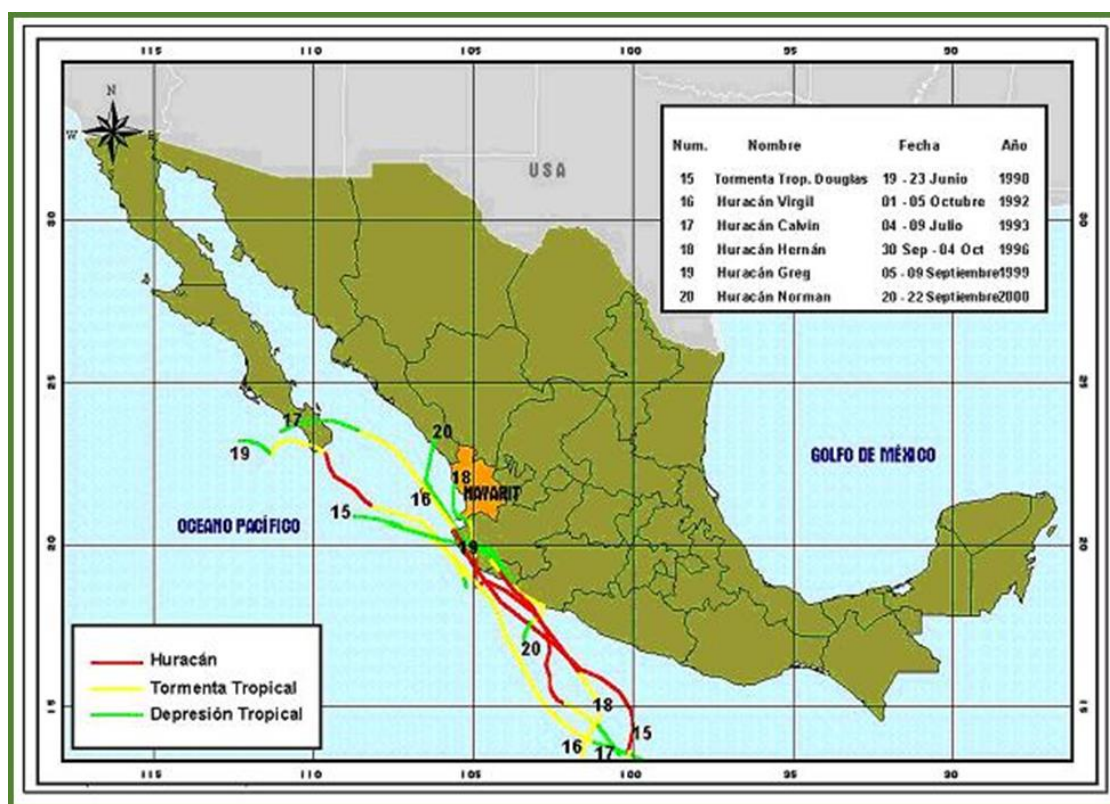 115 110 105 100 95 90
N
W E
USA
Num. Nombre Fecha Año
15 Tormenta Trop. Douglas 19 - 23 Junio 1990
16 Huracán Virgil 01 - 05 Octubre 1992
17 Huracán Calvin 04 - 09 Julio 1993
18 Huracán Hernán 30 Sep - 04 Oct 1996
19 Huracán Greg 05 - 09 Septiembre1999
20 Huracán Norman 20 - 22 Septiembre2000
30 30
25 25
17
20
19
18
16
NAYARIT
GOLFO DE MÉXICO
15
OCEANO PACÍFICO
20 19 20
20
Huracán
Tormenta Tropical
Depresión Tropical
15 15
18
15
16
17
115 110 105 100 95 90